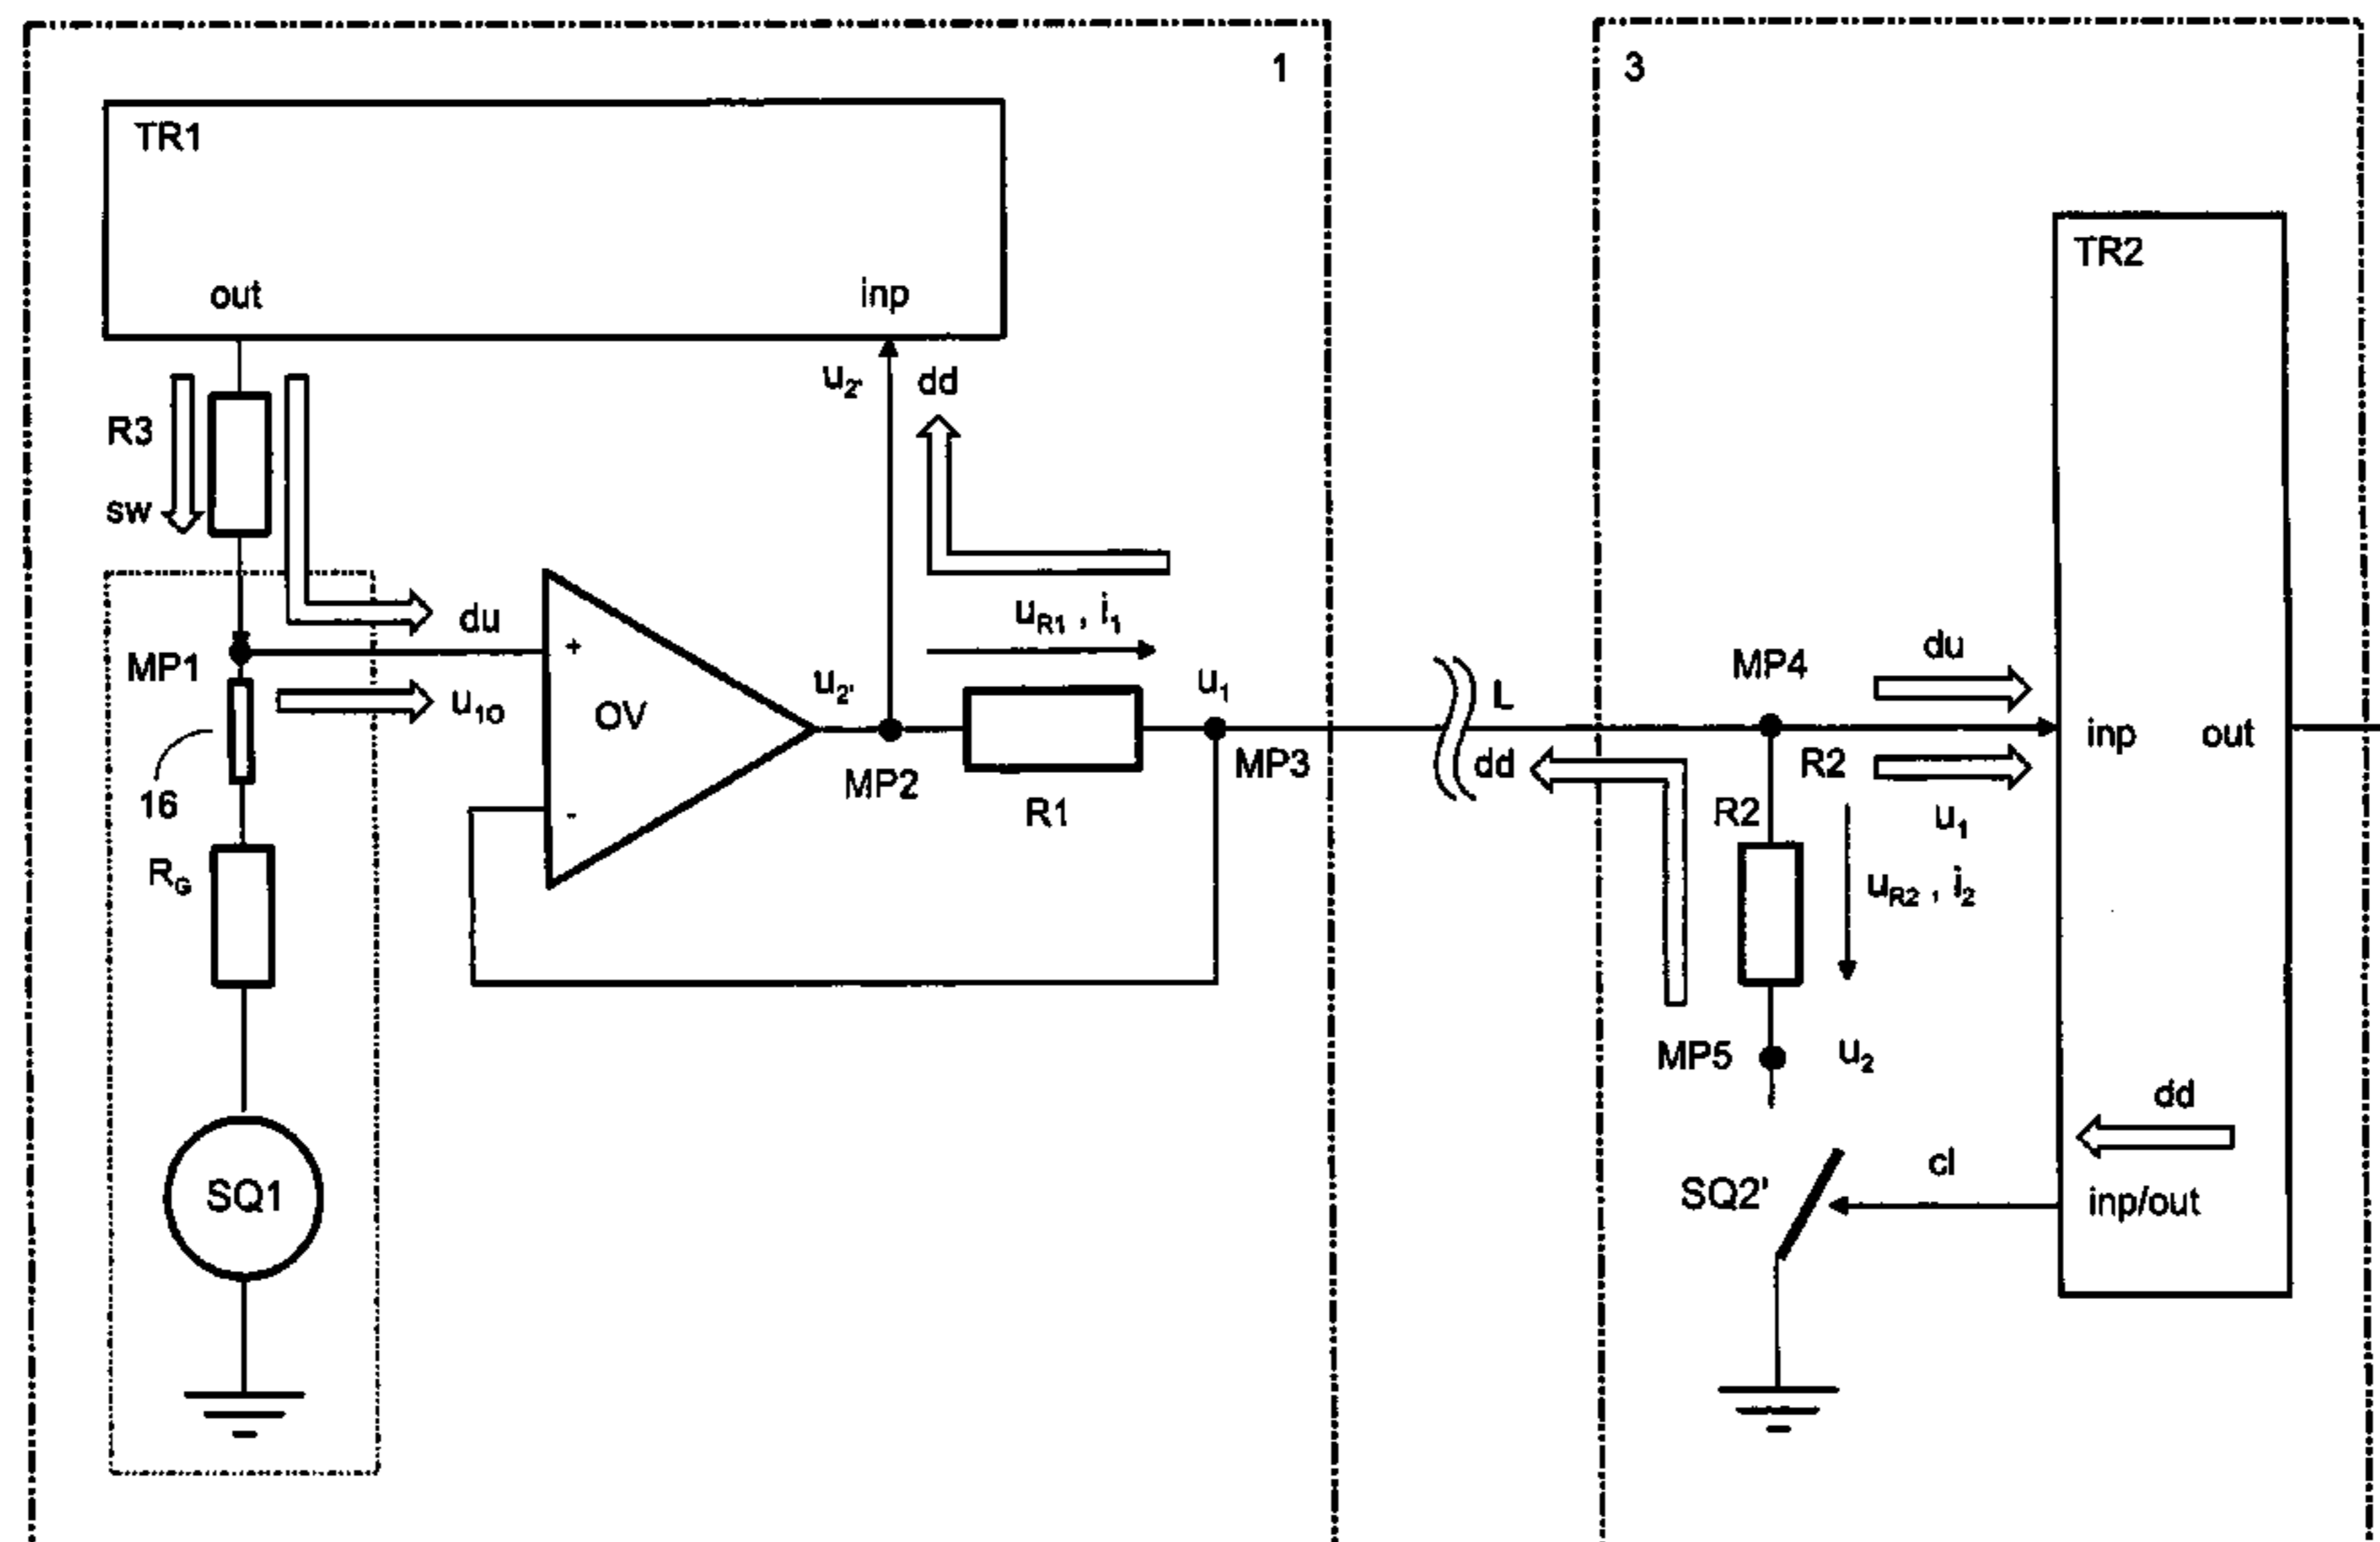 1
3
TR1
TR2
out
inp
u2'
dd
R3
sw
du
uR1 , i1
MP1
+
u2'
u1
MP4
du
u10
OV
L
inp
out
16
MP2
MP3
dd
R2
R1
R2
u1
-
RG
uR2 , i2
MP5
u2
dd
SQ1
SQ2'
cl
inp/out